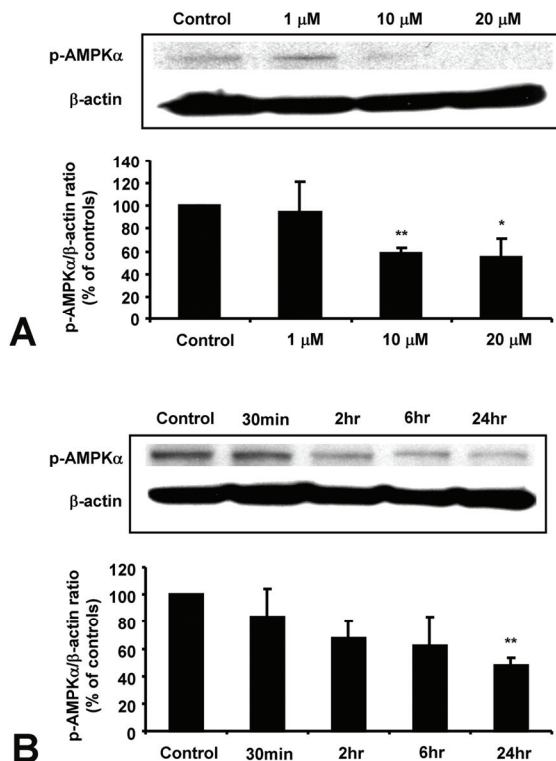 Control 1 μM 10 μM 20 μM
p-AMPKα
β-actin
p-AMPKα/β-actin ratio
(% of controls)
140
120
100
80
60
40
20
0
** *
Control 1 μM 10 μM 20 μM
A
Control 30min 2hr 6hr 24hr
p-AMPKα
β-actin
p-AMPKα/β-actin ratio
(% of controls)
120
100
80
60
40
20
0
**
Control 30min 2hr 6hr 24hr
B